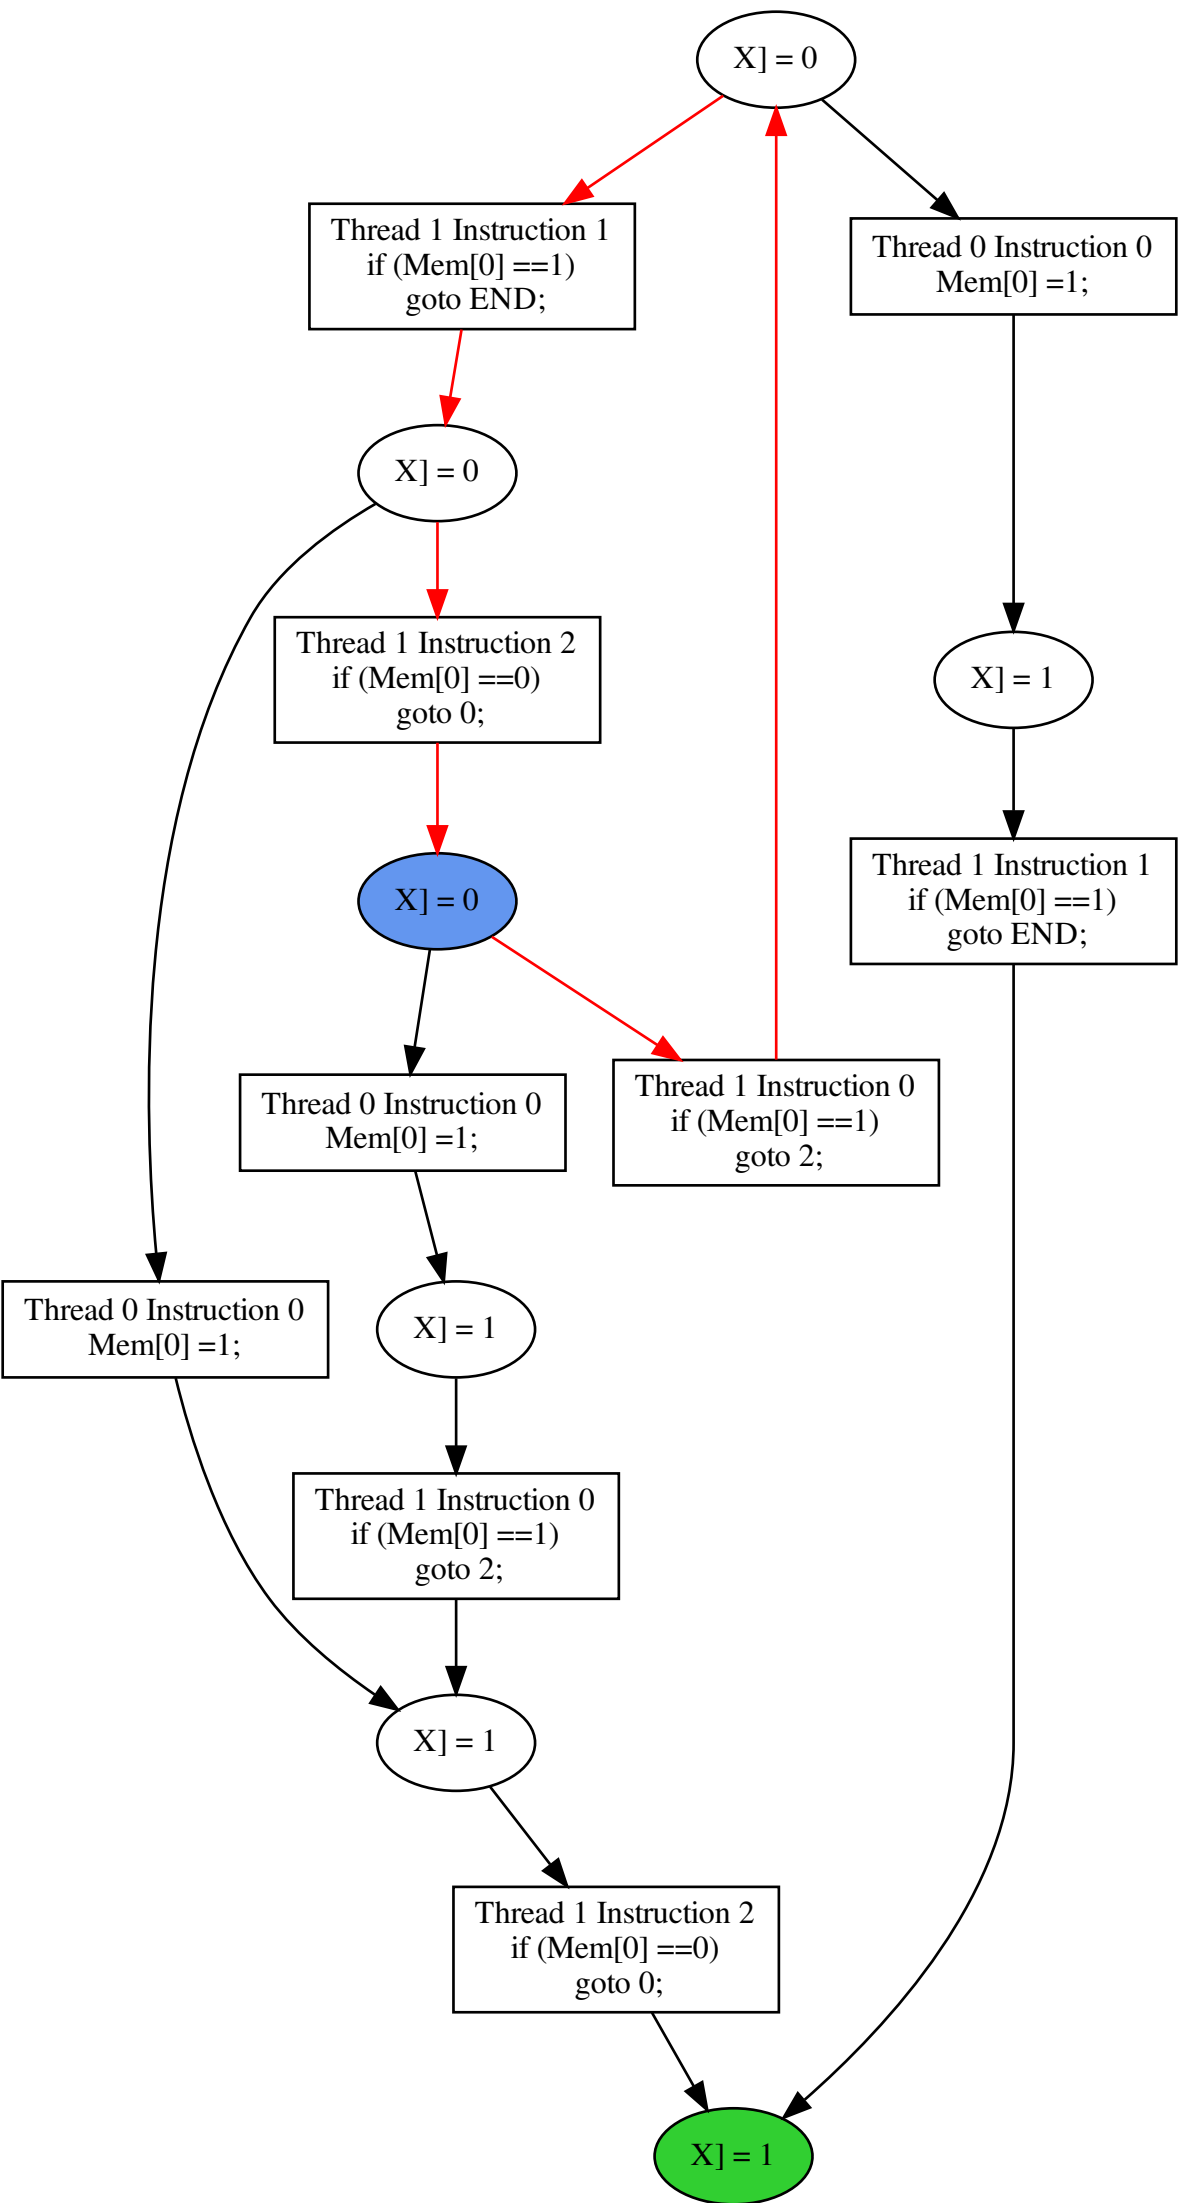 X] = 0
Thread 1 Instruction 1
if (Mem[0] ==1)
goto END;
Thread 0 Instruction 0
Mem[0] =1;
X] = 0
Thread 1 Instruction 2
if (Mem[0] ==0)
goto 0;
X] = 1
Thread 1 Instruction 1
if (Mem[0] ==1)
goto END;
X] = 0
Thread 0 Instruction 0
Mem[0] =1;
Thread 1 Instruction 0
if (Mem[0] ==1)
goto 2;
Thread 0 Instruction 0
Mem[0] =1;
X] = 1
Thread 1 Instruction 0
if (Mem[0] ==1)
goto 2;
X] = 1
Thread 1 Instruction 2
if (Mem[0] ==0)
goto 0;
X] = 1